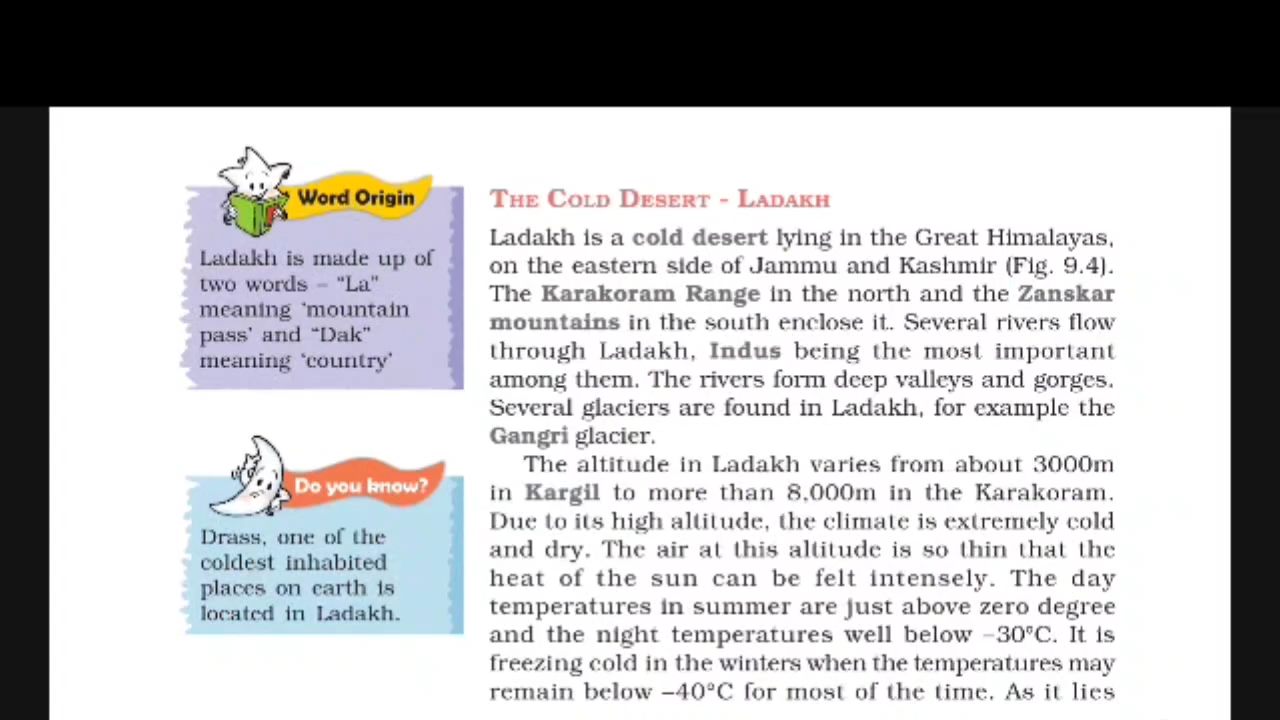 Word Origin
Ladakh is made up of
two words – “La”
meaning ‘mountain
pass’ and “Dak”
meaning ‘country’
Do you know?
Drass, one of the
coldest inhabited
places on earth is
located in Ladakh.
THE COLD DESERT - LADAKH
Ladakh is a cold desert lying in the Great Himalayas,
on the eastern side of Jammu and Kashmir (Fig. 9.4).
The Karakoram Range in the north and the Zanskar
mountains in the south enclose it. Several rivers flow
through Ladakh, Indus being the most important
among them. The rivers form deep valleys and gorges.
Several glaciers are found in Ladakh, for example the
Gangri glacier.
The altitude in Ladakh varies from about 3000m
in Kargil to more than 8,000m in the Karakoram.
Due to its high altitude, the climate is extremely cold
and dry. The air at this altitude is so thin that the
heat of the sun can be felt intensely. The day
temperatures in summer are just above zero degree
and the night temperatures well below –30°C. It is
freezing cold in the winters when the temperatures may
remain below –40°C for most of the time. As it lies